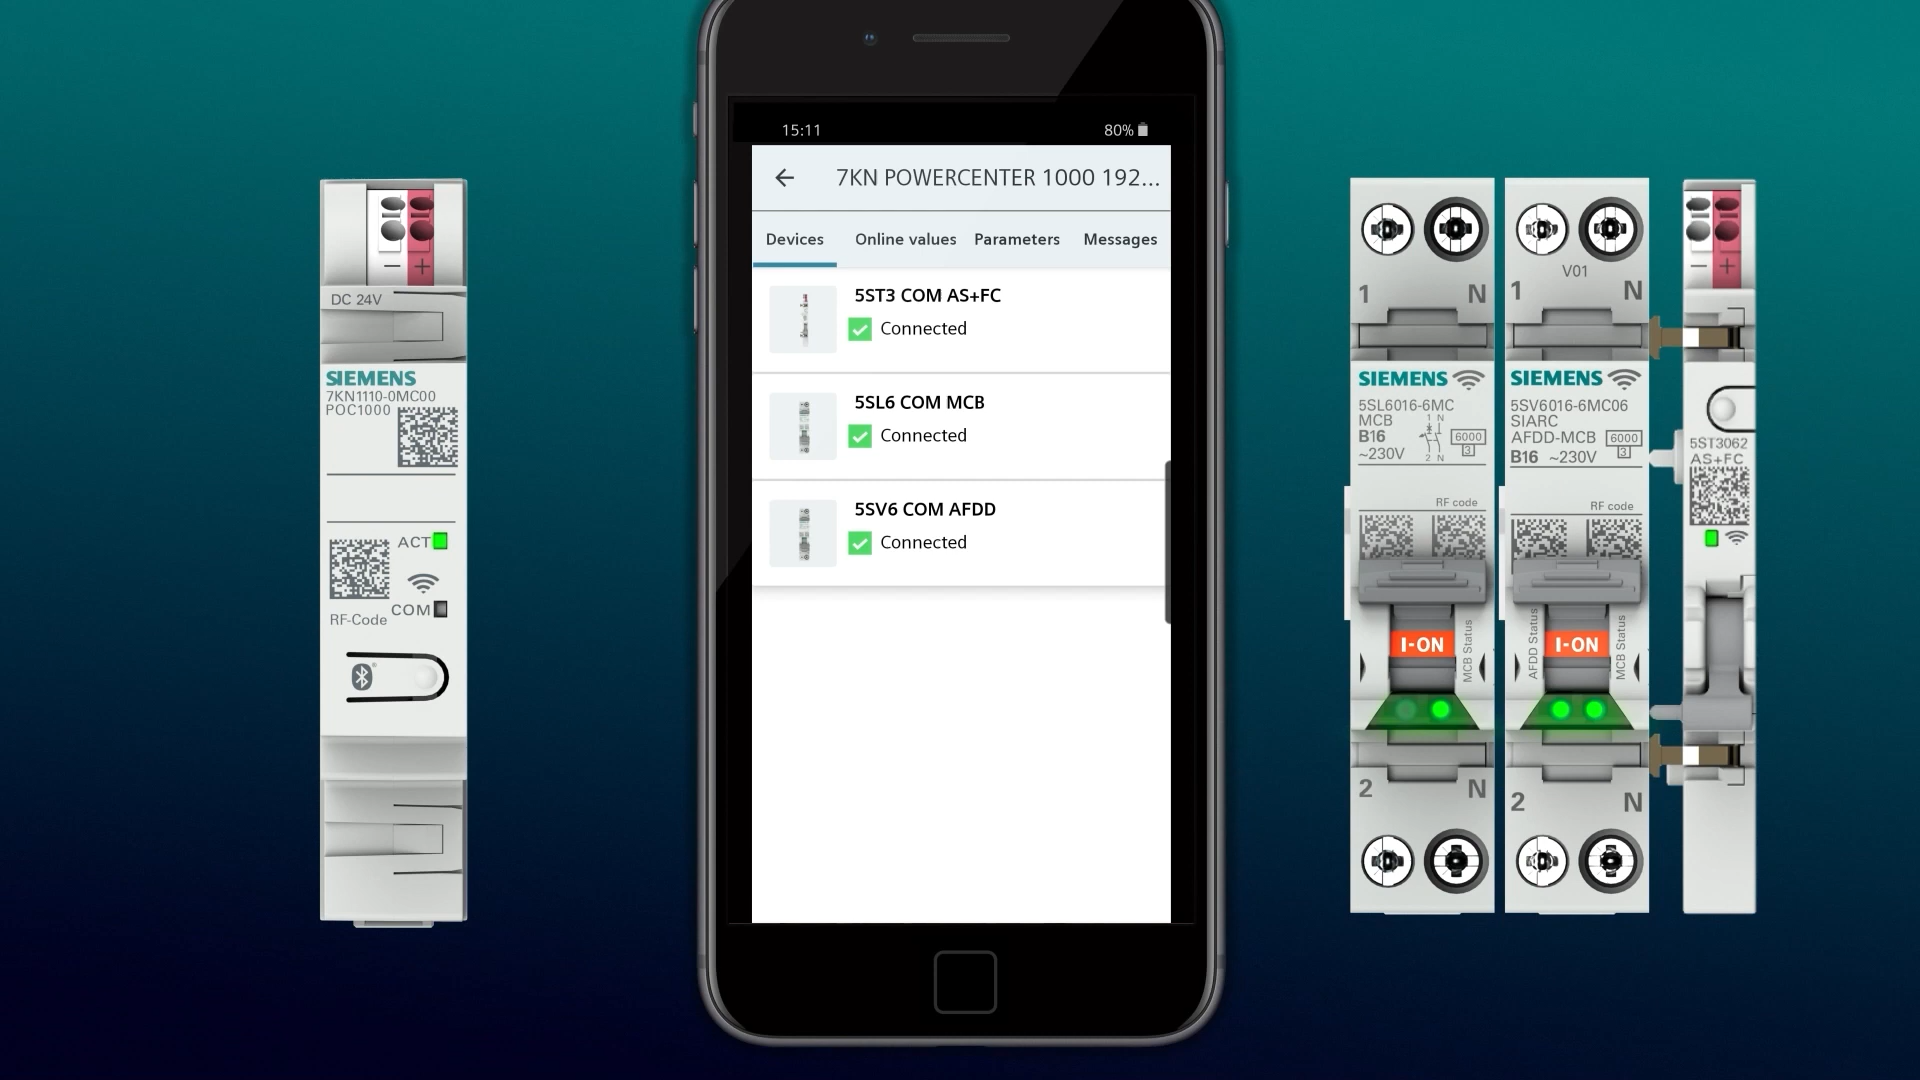 − +
DC 24V
SIEMENS
7KN1110-0MC00
POC1000
ACT
COM
RF-Code
15:11
80%
7KN POWERCENTER 1000 192...
Devices Online values Parameters Messages
5ST3 COM AS+FC
Connected
5SL6 COM MCB
Connected
5SV6 COM AFDD
Connected
1 N
SIEMENS
5SL6016-6MC
MCB
B16
~230V
1 N
2 N
6000
3
RF code
I-ON
MCB Status
2 N
V01
1 N
SIEMENS
5SV6016-6MC06
SIARC
AFDD-MCB
B16 ~230V
6000
3
RF code
AFDD Status
I-ON
MCB Status
2 N
− +
5ST3062
AS+FC